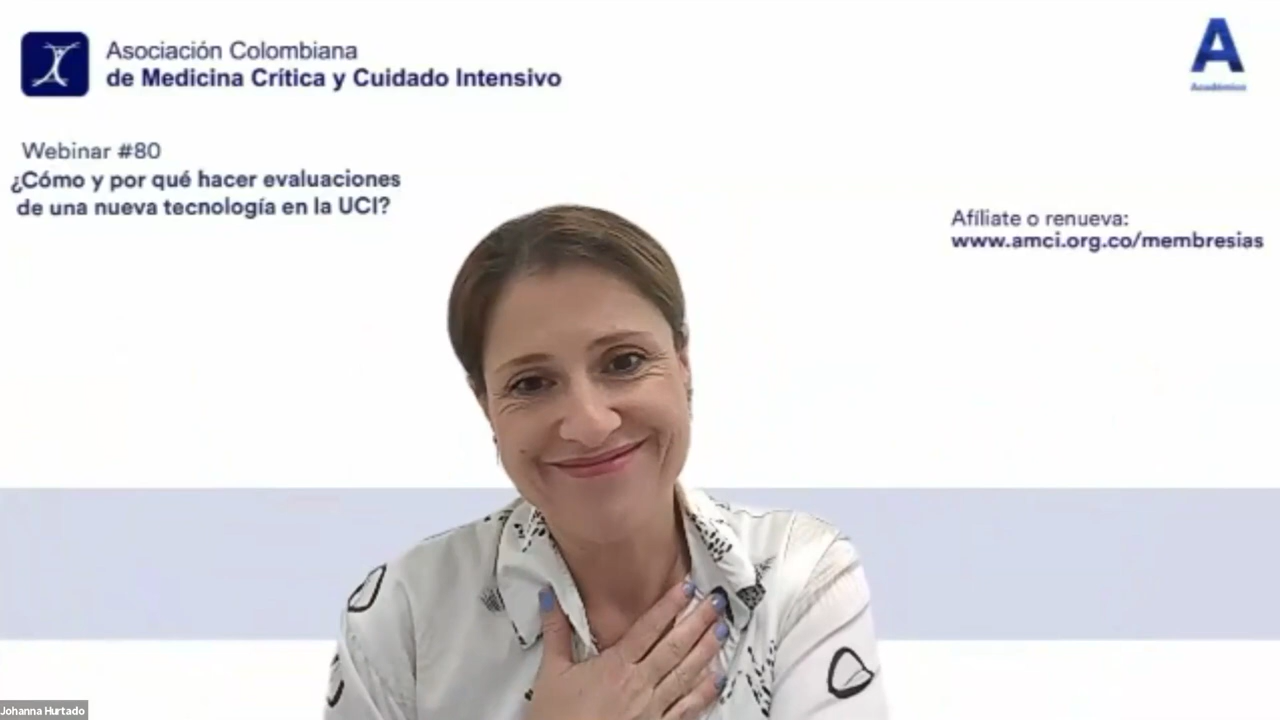 Asociación Colombiana
de Medicina Crítica y Cuidado Intensivo
A
Académico
Webinar #80
¿Cómo y por qué hacer evaluaciones
de una nueva tecnología en la UCI?
Afíliate o renueva:
www.amci.org.co/membresias
Johanna Hurtado